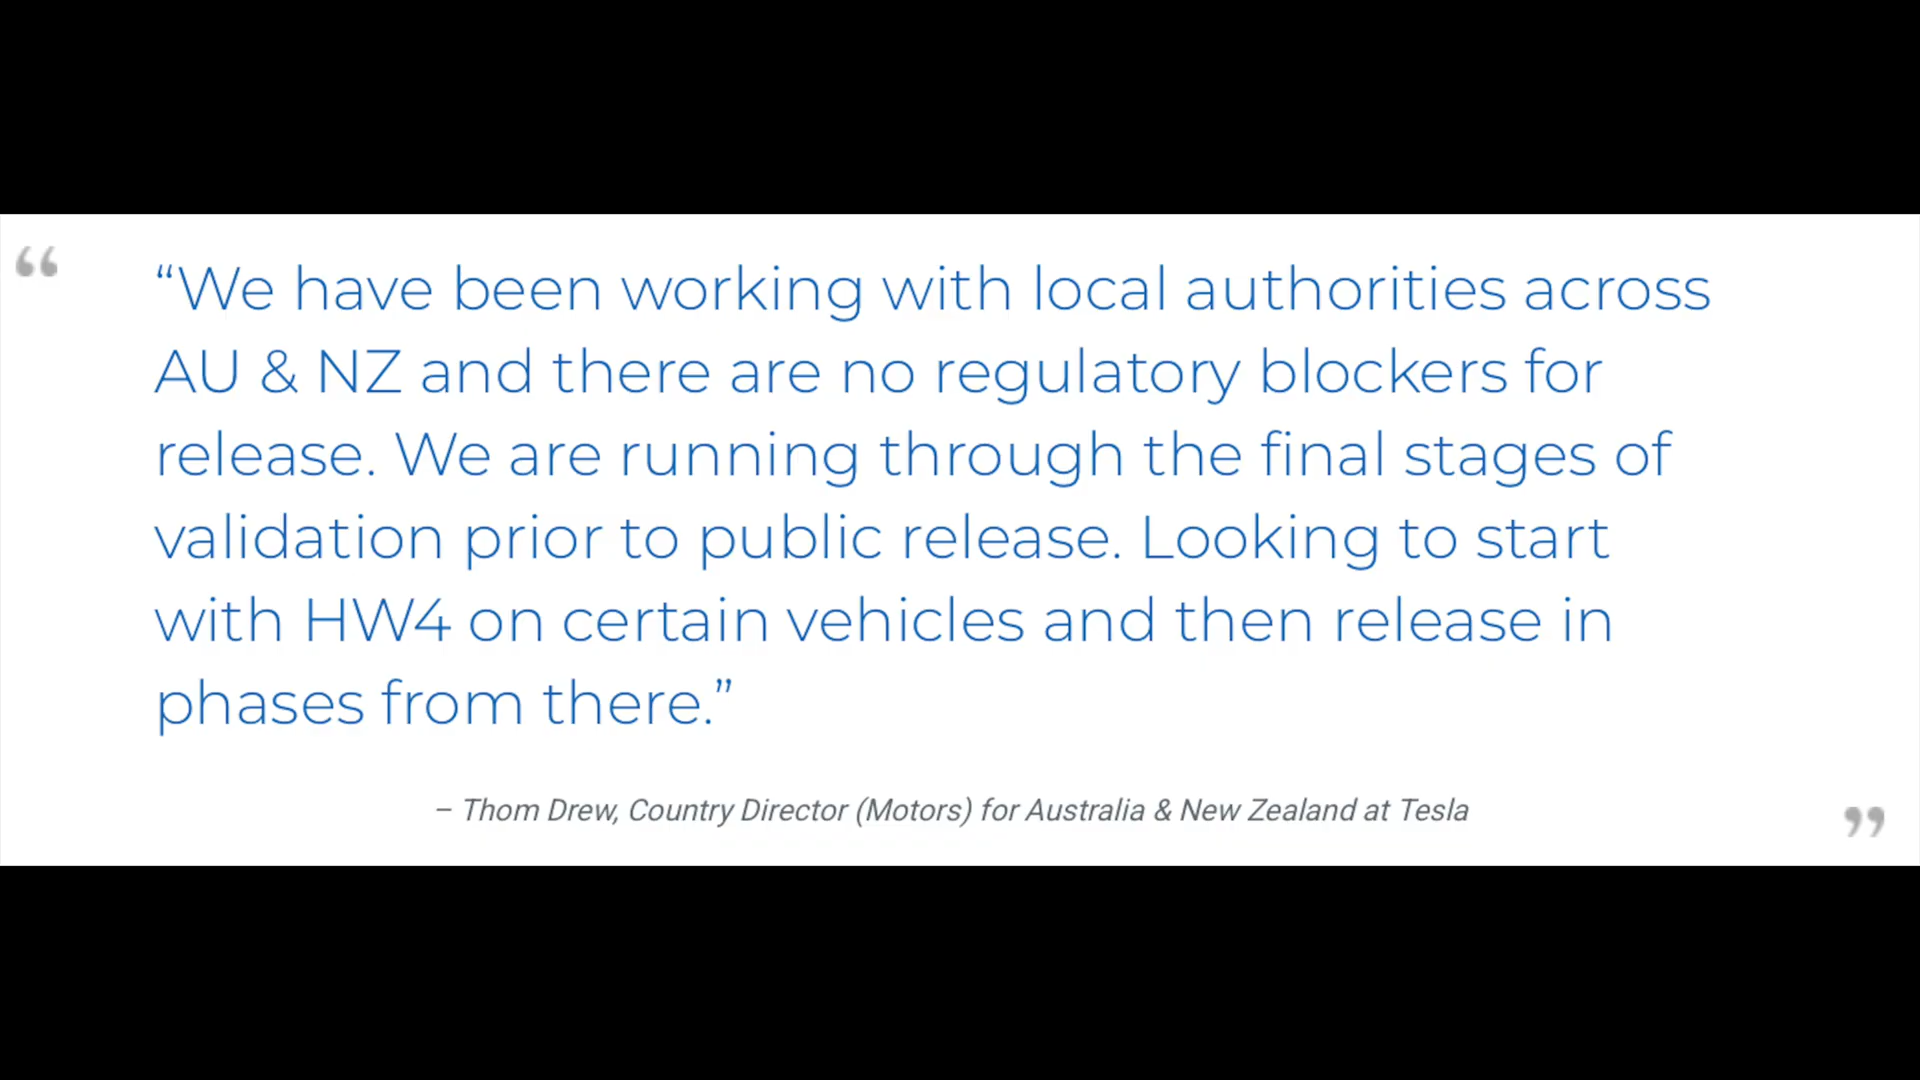 “
“We have been working with local authorities across
AU & NZ and there are no regulatory blockers for
release. We are running through the final stages of
validation prior to public release. Looking to start
with HW4 on certain vehicles and then release in
phases from there.”
– Thom Drew, Country Director (Motors) for Australia & New Zealand at Tesla
”